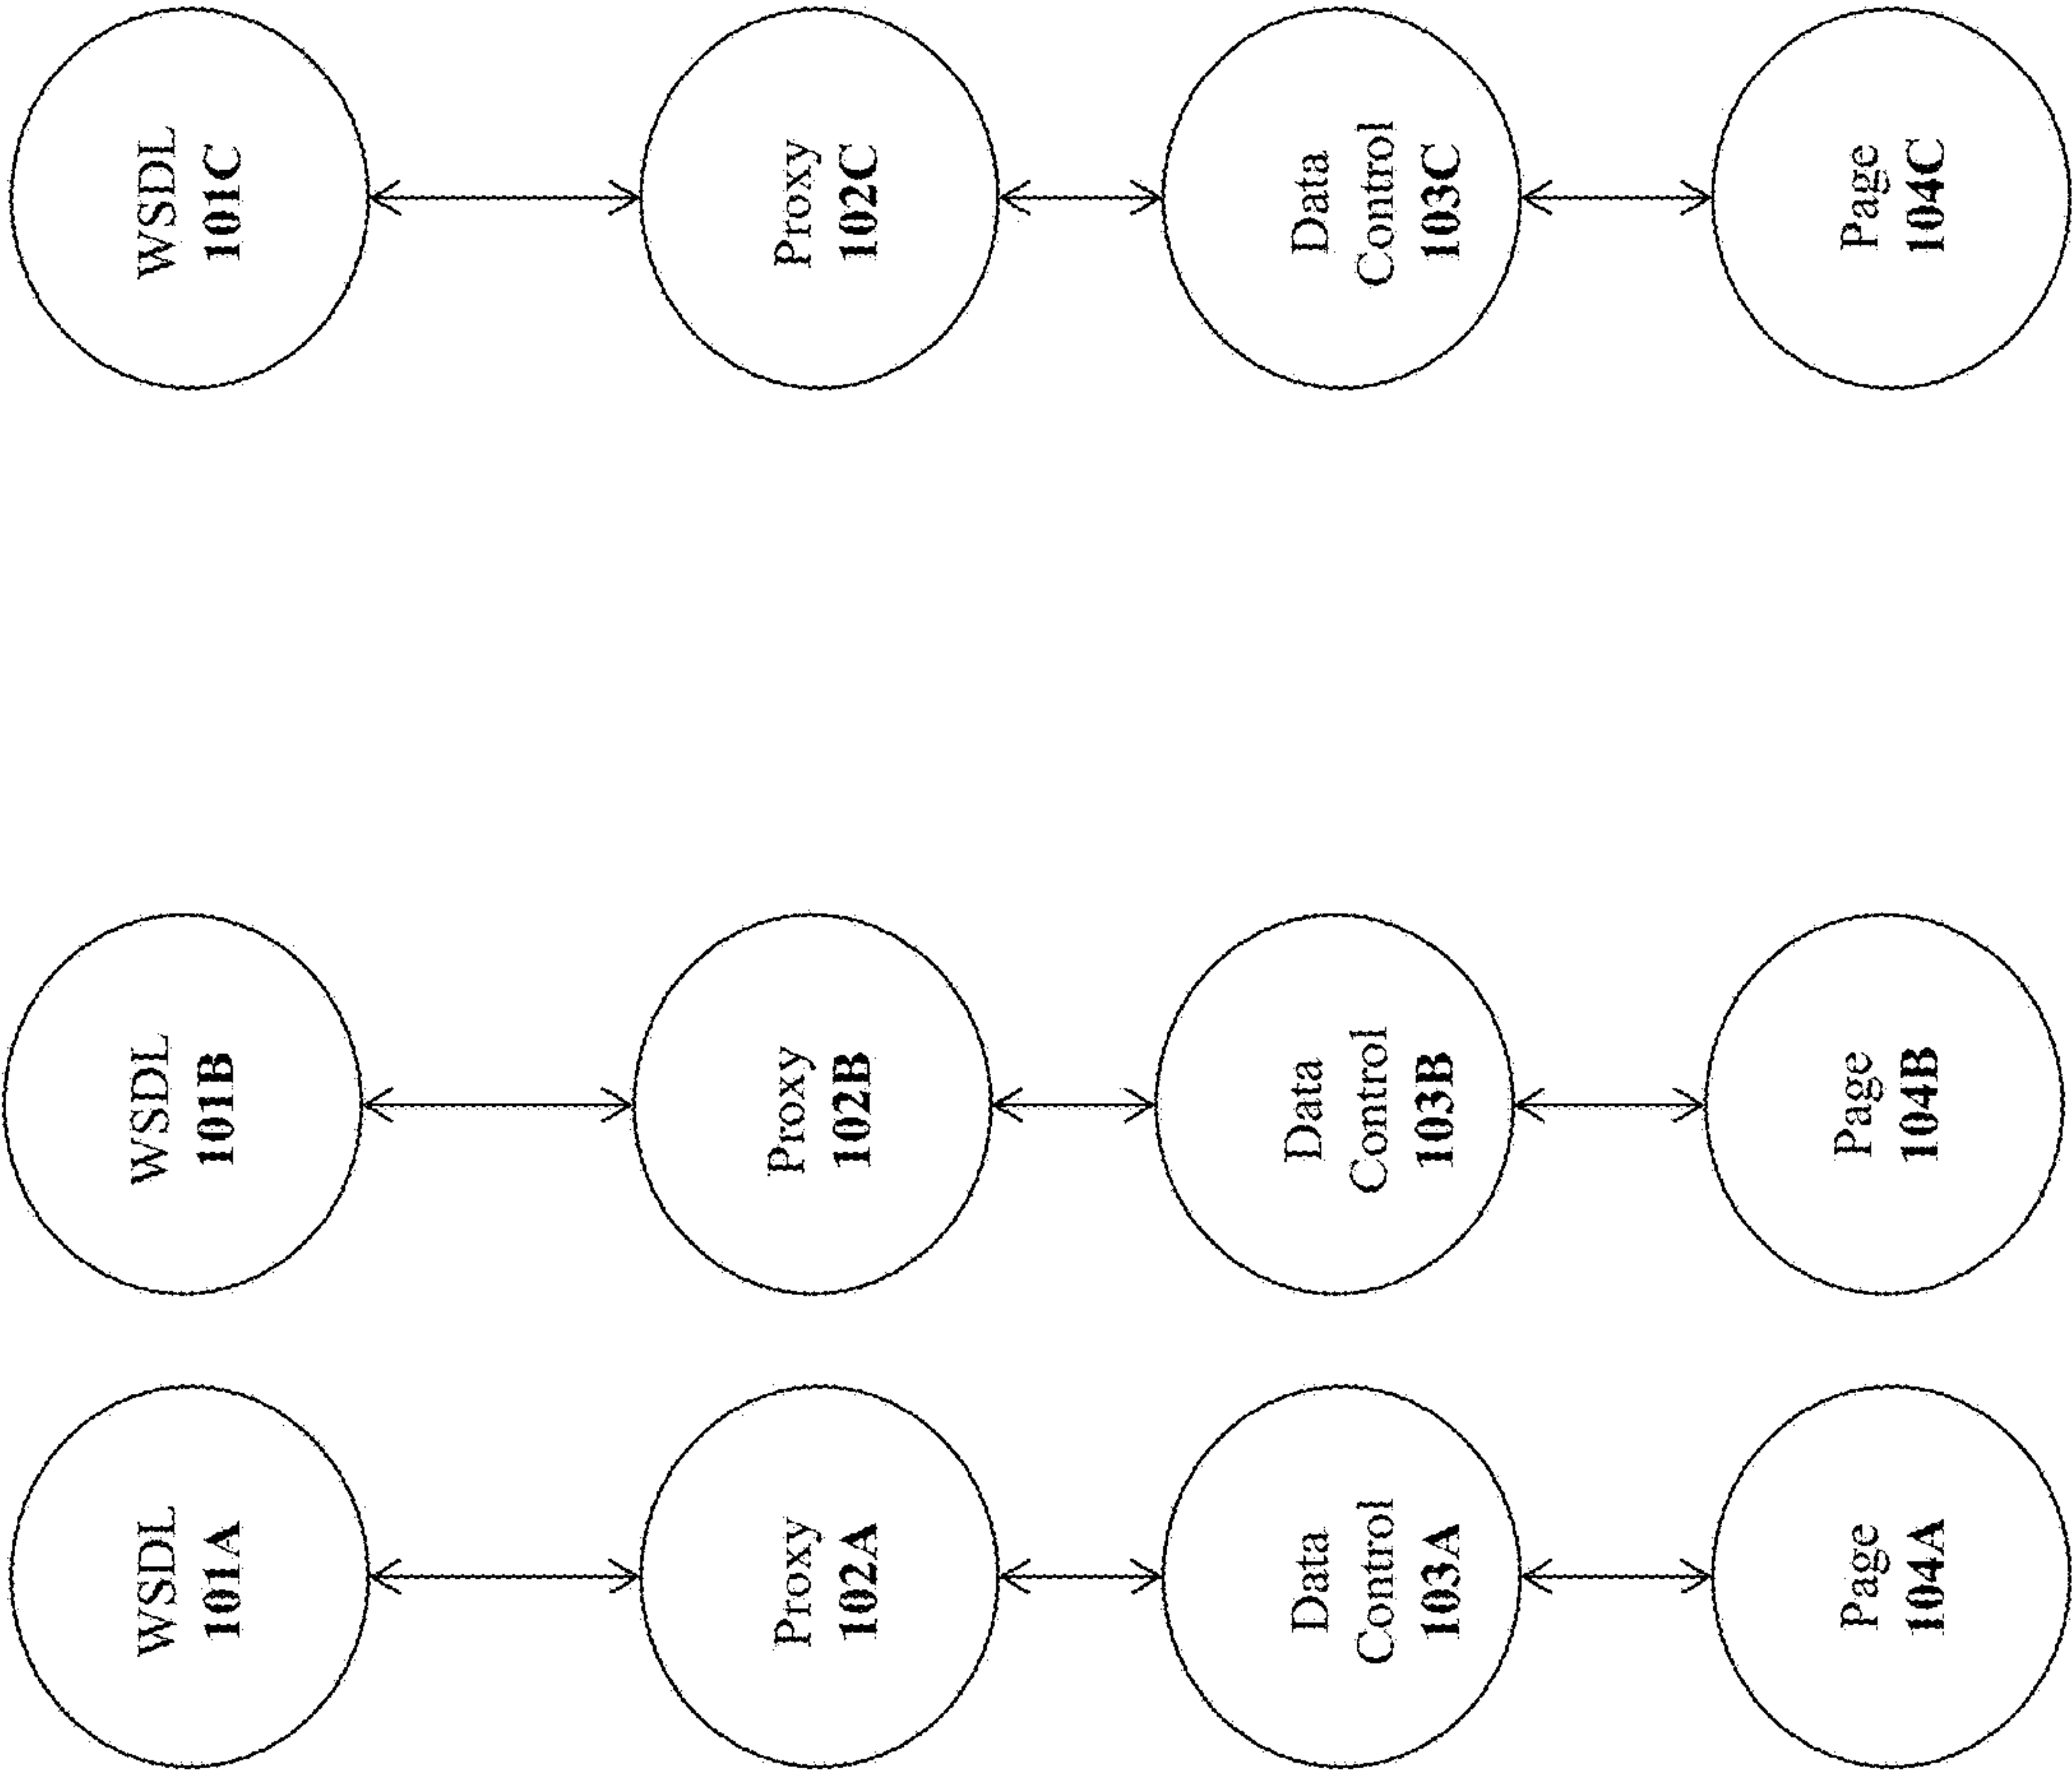 WSDL
101A
WSDL
101B
WSDL
101C
Proxy
102A
Proxy
102B
Proxy
102C
Data
Control
103A
Data
Control
103B
Data
Control
103C
Page
104A
Page
104B
Page
104C